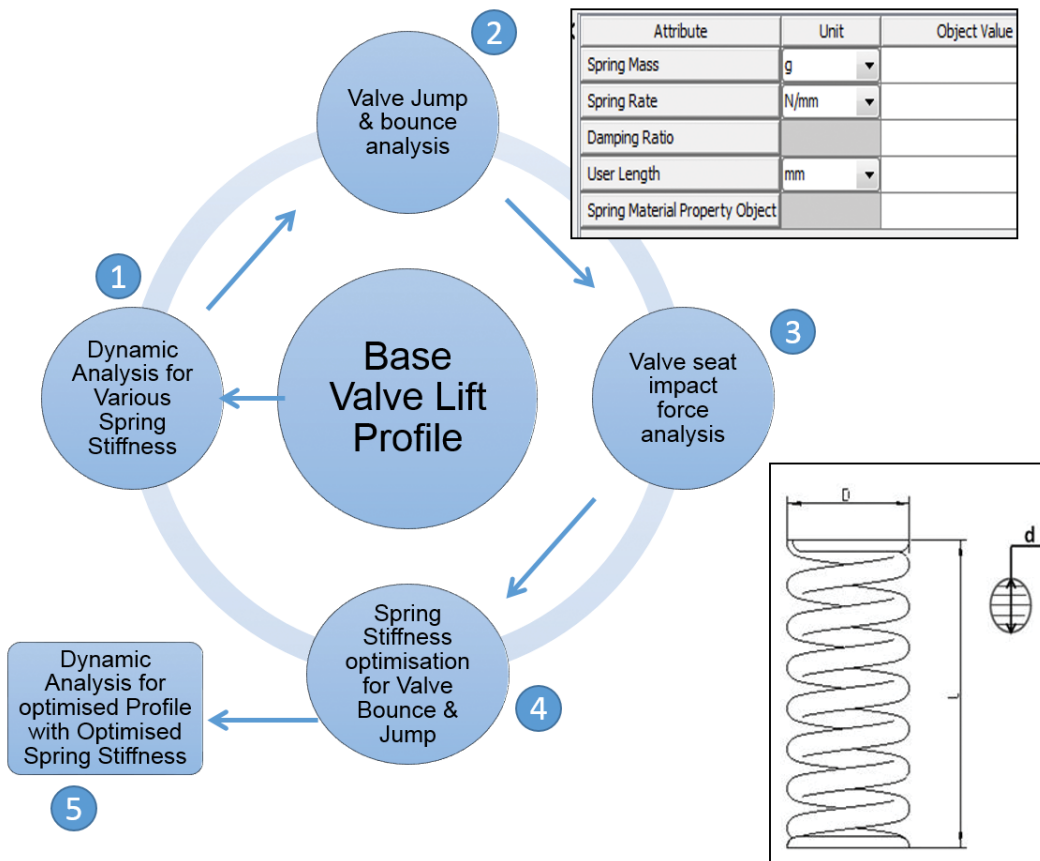 2
Valve Jump
& bounce
analysis
1
Dynamic
Analysis for
Various
Spring
Stiffness
Base
Valve Lift
Profile
3
Valve seat
impact
force
analysis
Spring
Stiffness
optimisation
for Valve
Bounce &
Jump
4
Dynamic
Analysis for
optimised Profile
with Optimised
Spring Stiffness
5
Attribute Unit Object Value
Spring Mass g
Spring Rate N/mm
Damping Ratio
User Length mm
Spring Material Property Object
D
d
L